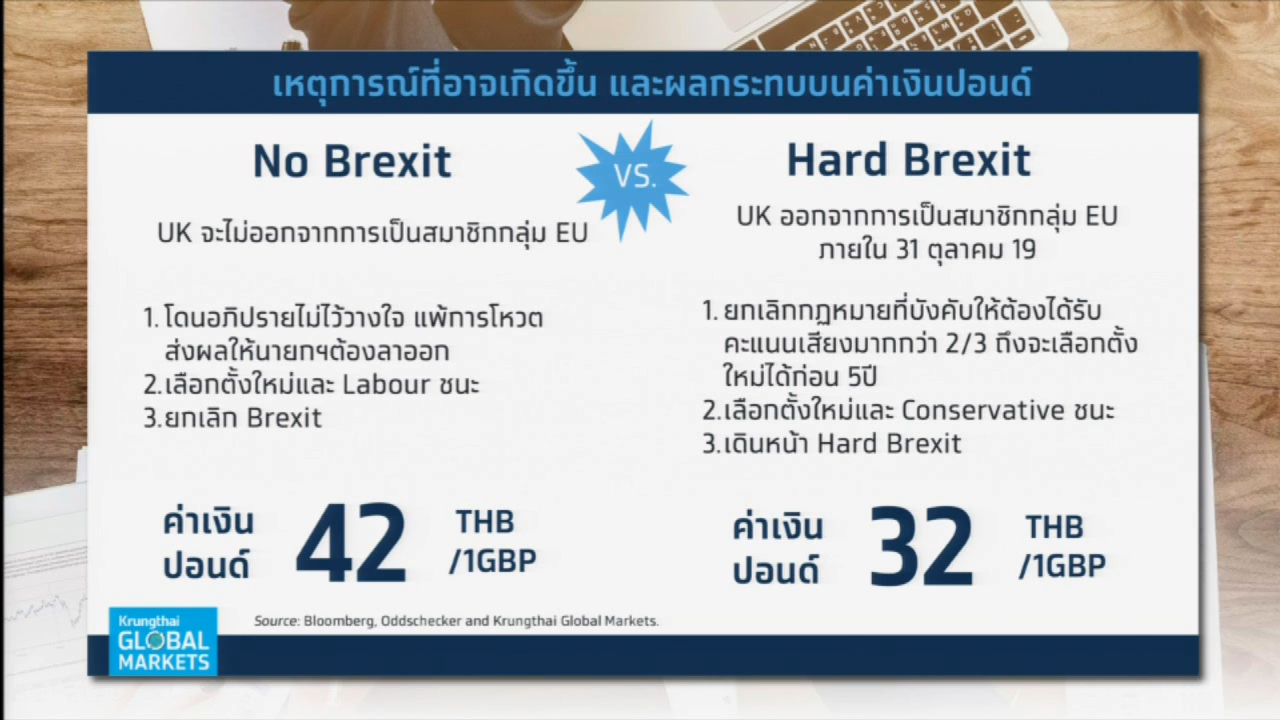 เหตุการณ์ที่อาจเกิดขึ้น และผลกระทบบนค่าเงินปอนด์
No Brexit
VS.
Hard Brexit
UK จะไม่ออกจากการเป็นสมาชิกกลุ่ม EU
UK ออกจากการเป็นสมาชิกกลุ่ม EU
ภายใน 31 ตุลาคม 19
1. โดนอภิปรายไม่ไว้วางใจ แพ้การโหวต
ส่งผลให้นายกฯต้องลาออก
2.เลือกตั้งใหม่และ Labour ชนะ
3.ยกเลิก Brexit
1. ยกเลิกกฎหมายที่บังคับให้ต้องได้รับ
คะแนนเสียงมากกว่า 2/3 ถึงจะเลือกตั้ง
ใหม่ได้ก่อน 5ปี
2.เลือกตั้งใหม่และ Conservative ชนะ
3.เดินหน้า Hard Brexit
ค่าเงิน
ปอนด์
42
THB
/1GBP
ค่าเงิน
ปอนด์
32
THB
/1GBP
Source: Bloomberg, Oddschecker and Krungthai Global Markets.
Krungthai
GLOBAL
MARKETS